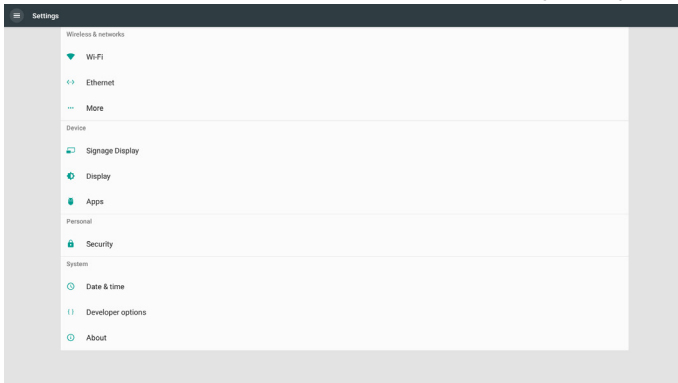 Settings
Wireless & networks
Wi-Fi
Ethernet
More
Device
Signage Display
Display
Apps
Personal
Security
System
Date & time
Developer options
About